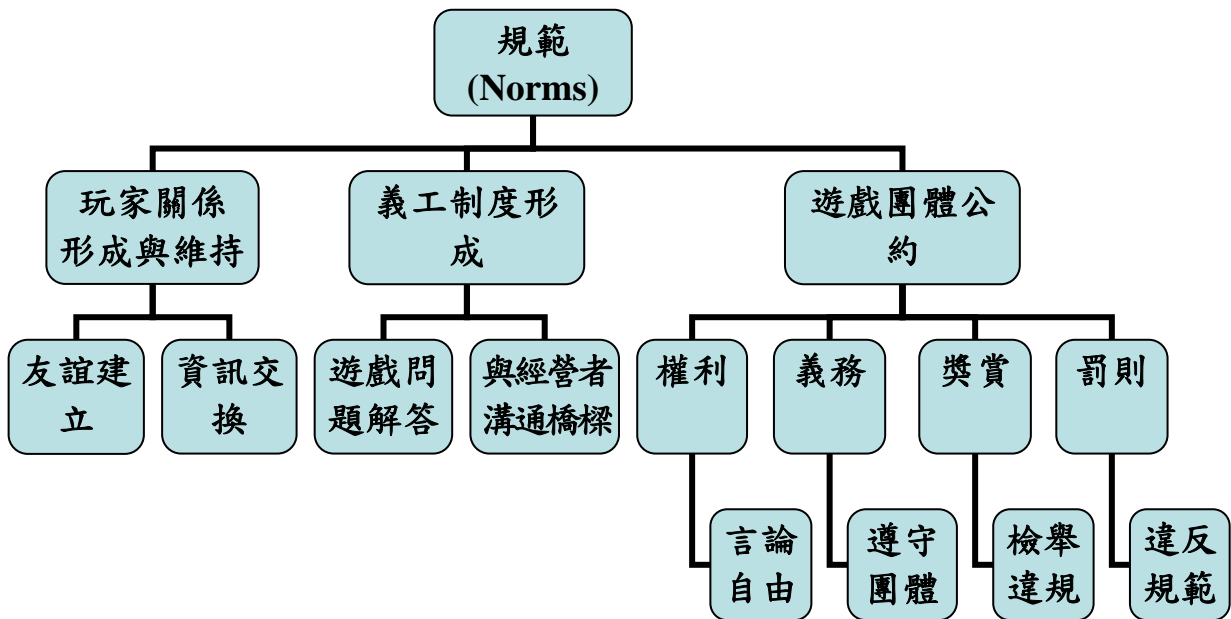 規範
(Norms)
玩家關係
形成與維持
義工制度形
成
遊戲團體公
約
友誼建
立
資訊交
換
遊戲問
題解答
與經營者
溝通橋樑
權利
義務
獎賞
罰則
言論
自由
遵守
團體
檢舉
違規
違反
規範